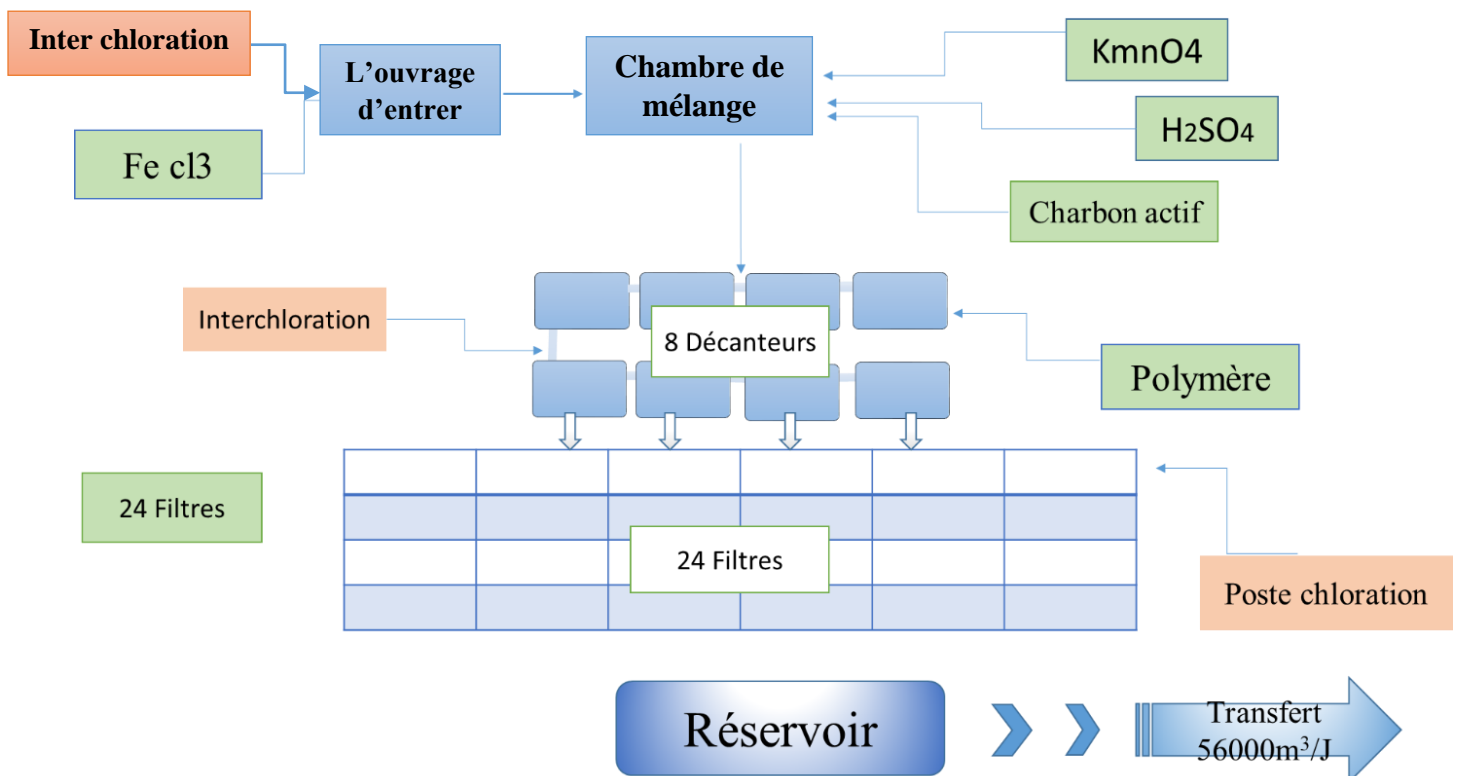 Inter chloration
L’ouvrage
d’entrer
Chambre de
mélange
KmnO4
H2SO4
Fe cl3
Charbon actif
Interchloration
8 Décanteurs
Polymère
24 Filtres
24 Filtres
Poste chloration
Réservoir
Transfert
56000m³/J